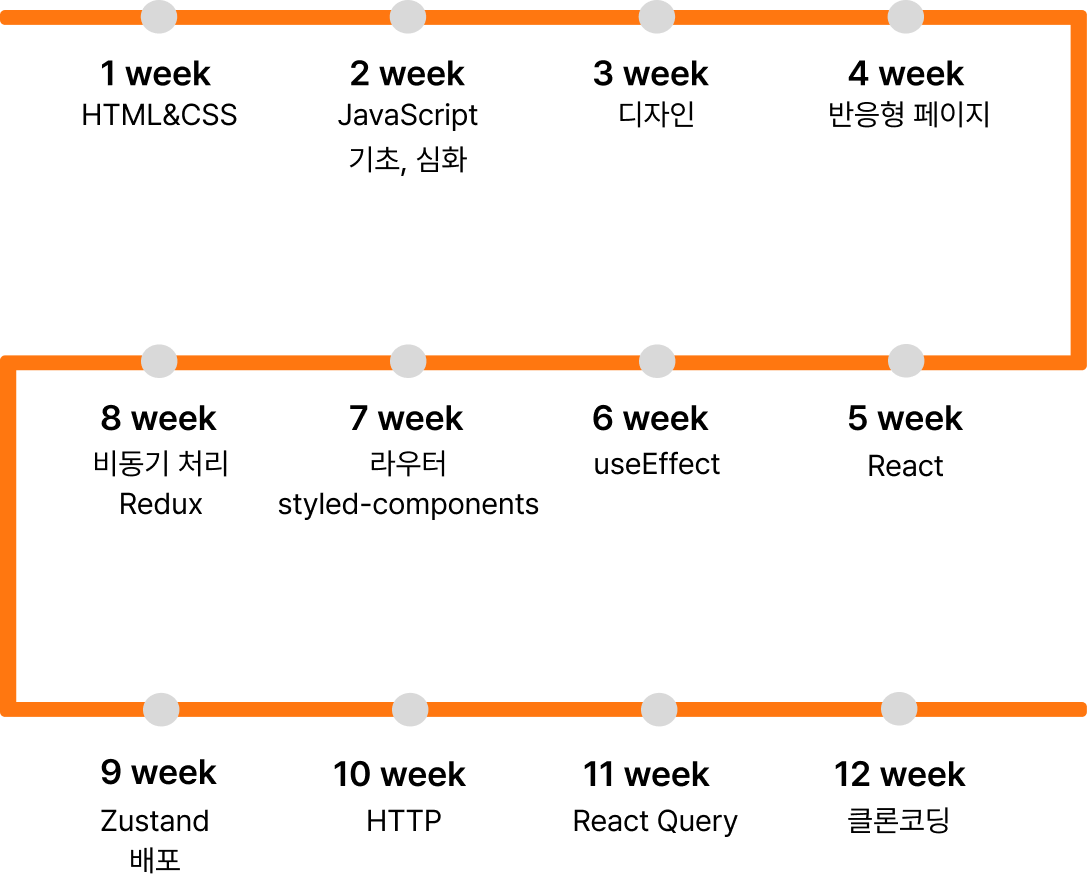 1 week
HTML&CSS
2 week
JavaScript
기초, 심화
3 week
디자인
4 week
반응형 페이지
5 week
React
6 week
useEffect
7 week
라우터
styled-components
8 week
비동기 처리
Redux
9 week
Zustand
배포
10 week
HTTP
11 week
React Query
12 week
클론코딩